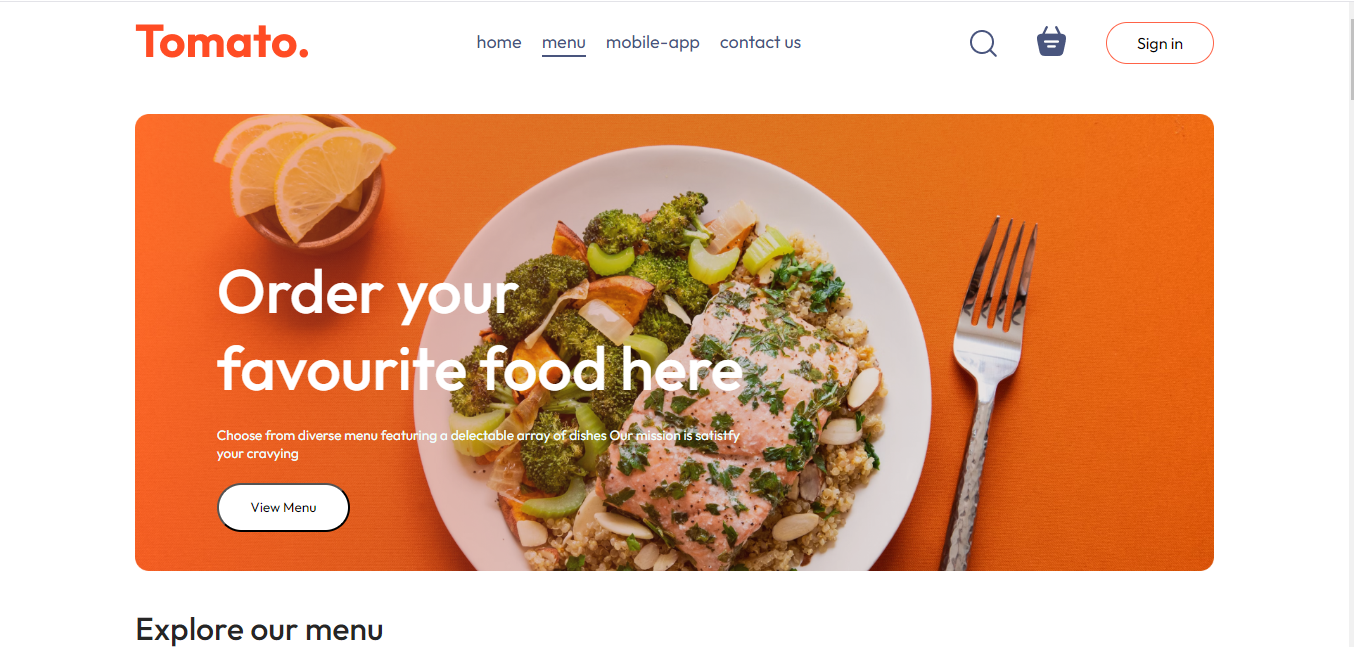 Tomato.
home menu mobile-app contact us
Sign in
Order your
favourite food here
Choose from diverse menu featuring a delectable array of dishes Our mission is satistfy
your cravying
View Menu
Explore our menu